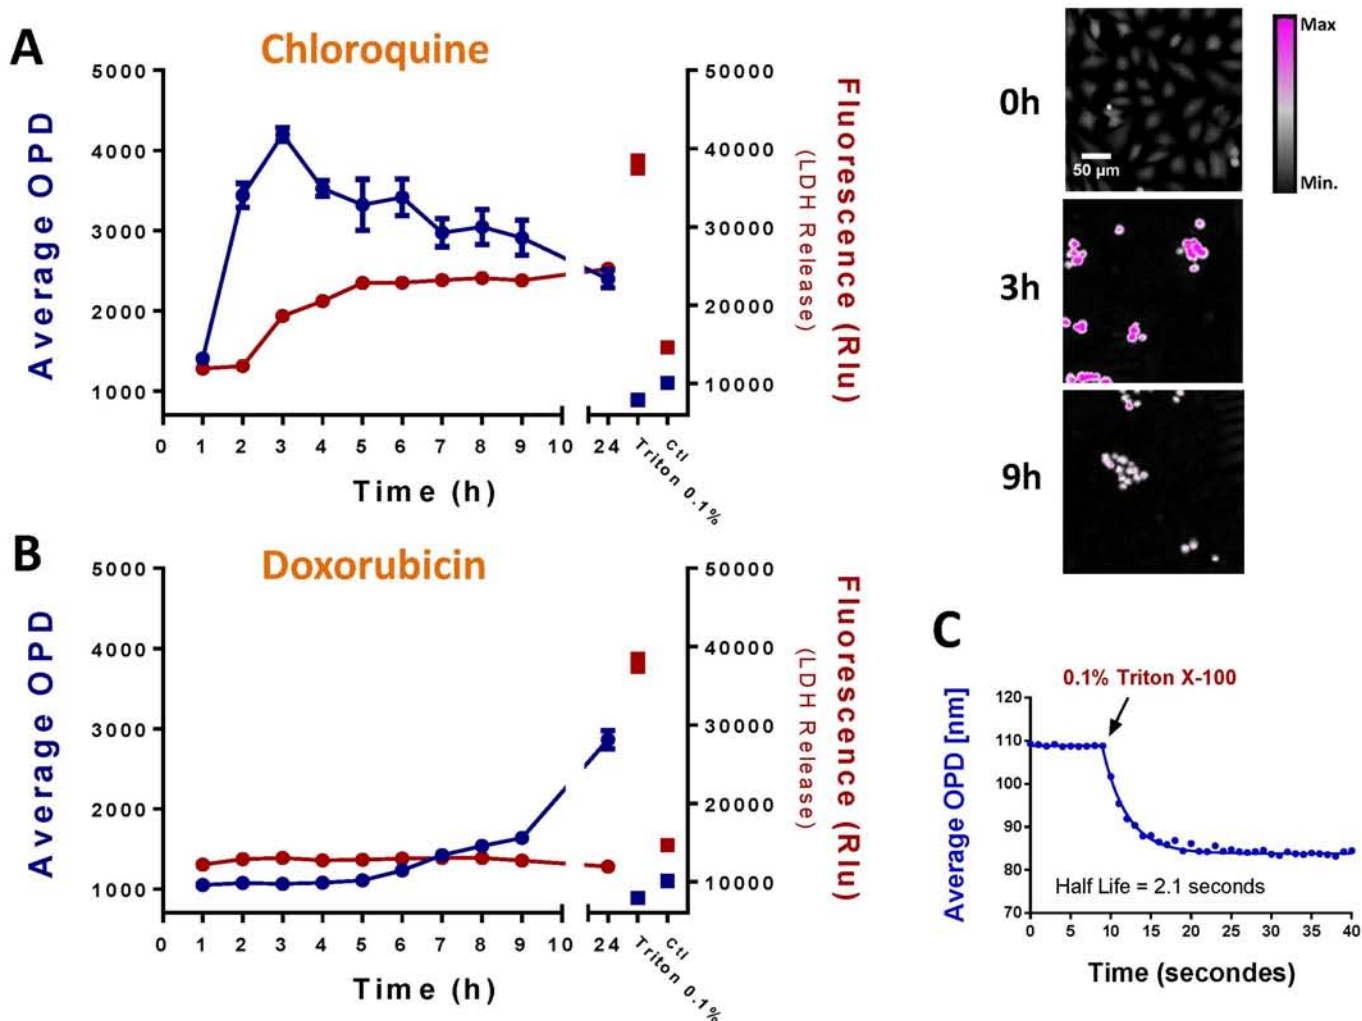 A
Chloroquine
5000
4000
3000
2000
1000
Average OPD
50000
40000
30000
20000
10000
Fluorescence (Rlu)
(LDH Release)
0 1 2 3 4 5 6 7 8 9 10 24
Triton 0.1%
Ctl
Time (h)
0h
50 µm
Max
Min.
3h
9h
B
Doxorubicin
5000
4000
3000
2000
1000
Average OPD
50000
40000
30000
20000
10000
Fluorescence (Rlu)
(LDH Release)
0 1 2 3 4 5 6 7 8 9 10 24
Triton 0.1%
Ctl
Time (h)
C
0.1% Triton X-100
120
110
100
90
80
70
Average OPD [nm]
Half Life = 2.1 seconds
0 5 10 15 20 25 30 35 40
Time (secondes)